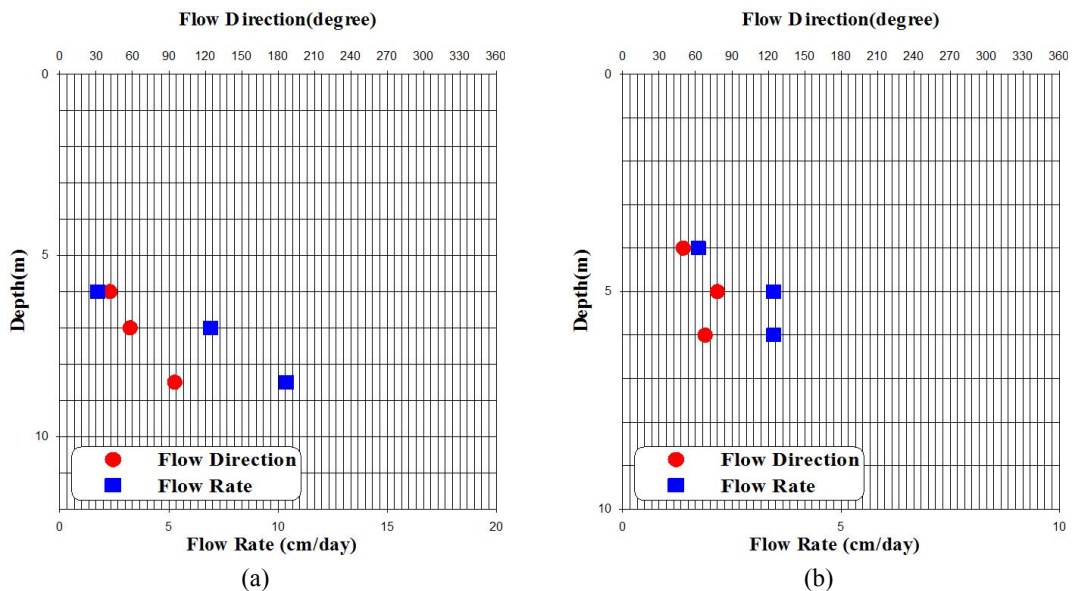 Flow Direction(degree)
0 30 60 90 120 150 180 210 240 270 300 330 360
0
5
10
Depth(m)
Flow Direction
Flow Rate
0 5 10 20
Flow Rate (cm/day)
(a)
Flow Direction(degree)
0 30 60 90 120 150 180 210 240 270 300 330 360
0
5
10
Depth(m)
Flow Direction
Flow Rate
0 5 10
Flow Rate (cm/day)
(b)